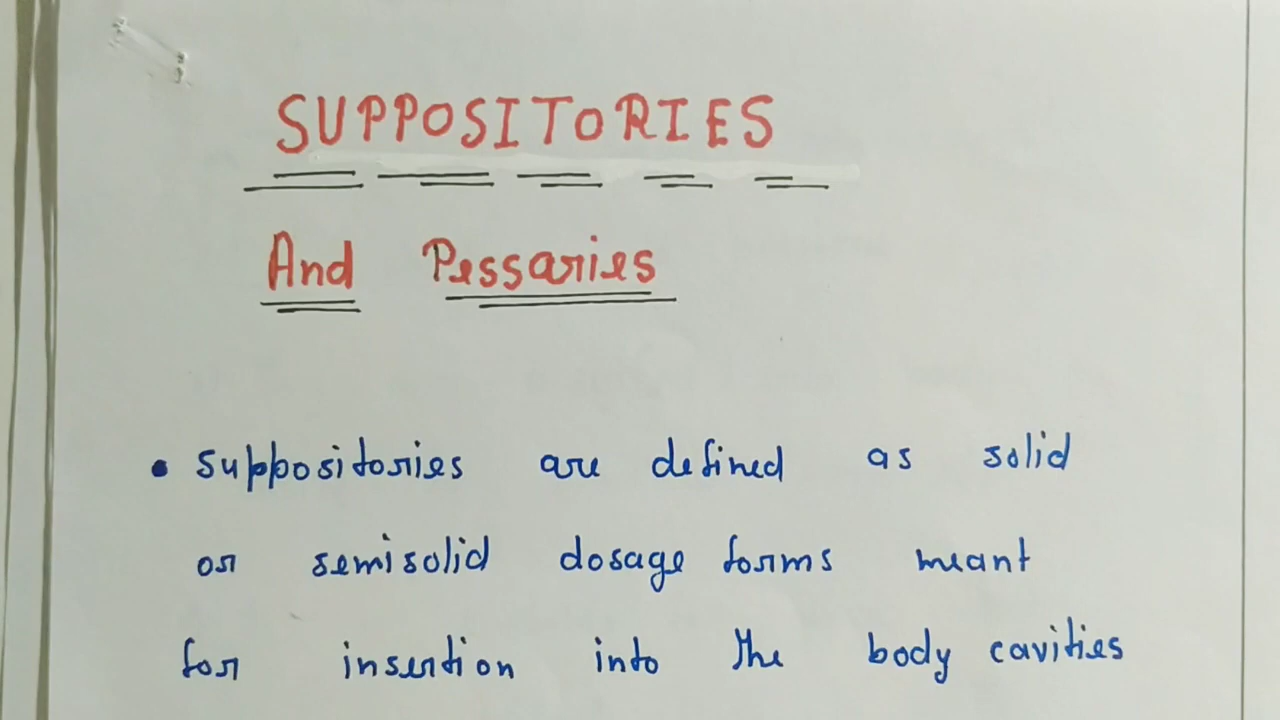 SUPPOSITORIES
And Pessaries
• suppositories are defined as solid
or semisolid dosage forms meant
for insertion into the body cavities